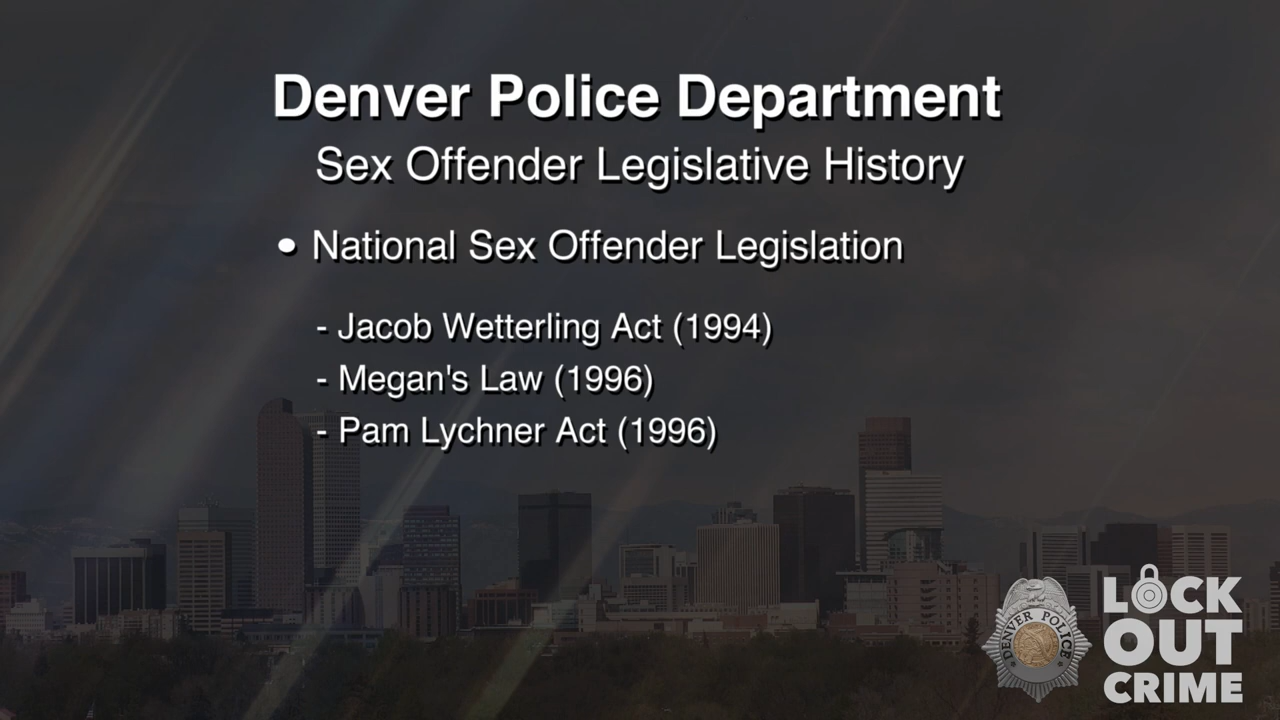 Denver Police Department
Sex Offender Legislative History
• National Sex Offender Legislation
- Jacob Wetterling Act (1994)
- Megan's Law (1996)
- Pam Lychner Act (1996)
DENVER POLICE
LOCK
OUT
CRIME